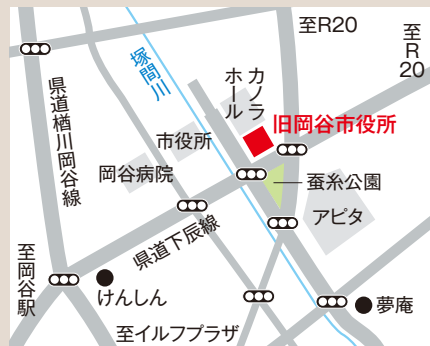 至R20
至R20
塚間川
カノラホール
県道楢川岡谷線
旧岡谷市役所
市役所
岡谷病院
蚕糸公園
アピタ
県道下辰線
至岡谷駅
けんしん
夢庵
至イルフプラザ